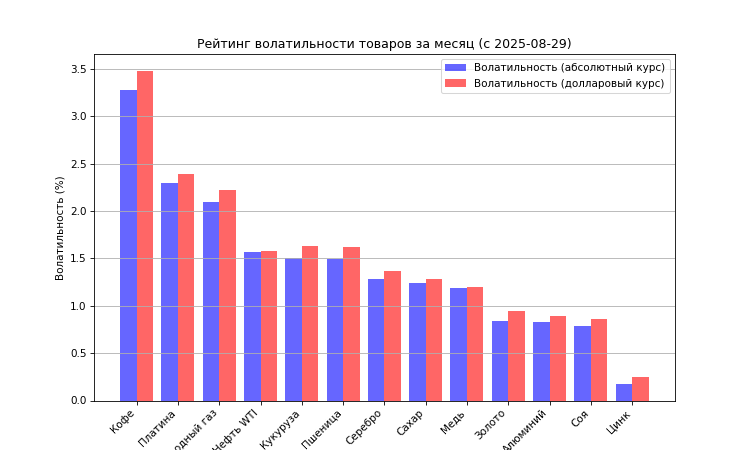 Рейтинг волатильности товаров за месяц (с 2025-08-29)
Волатильность (абсолютный курс)
Волатильность (долларовый курс)
Волатильность (%)
3.5
3.0
2.5
2.0
1.5
1.0
0.5
0.0
Кофе
Платина
одный газ
Нефть WTI
Кукуруза
Пшеница
Серебро
Сахар
Медь
Золото
Алюминий
Соя
Цинк